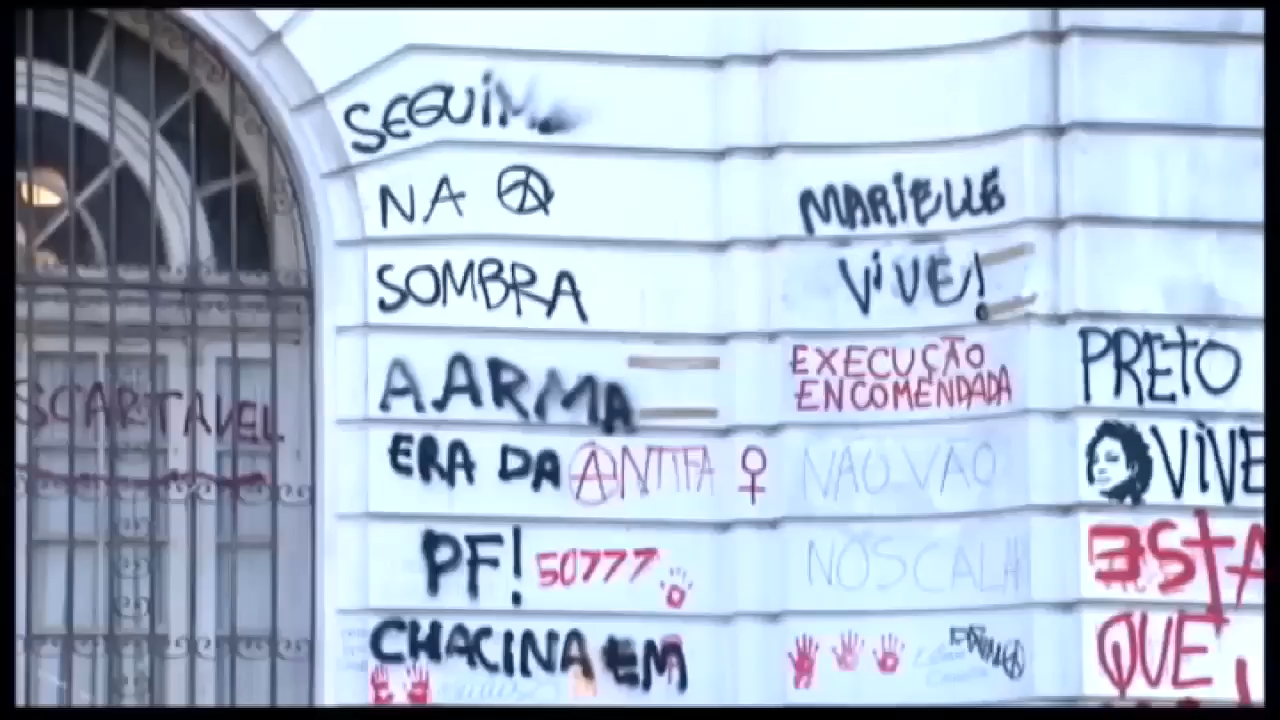 SEGUIM
NA
SOMBRA
A ARMA
ERA DA
ANTIFA
PF!
50777
CHACINA EM
MARIELLE
VIVE!
EXECUÇÃO
ENCOMENDADA
NÃO VÃO
NOS CALA
PRETO
VIVE
ESTA
QUE
SCARTAVEL